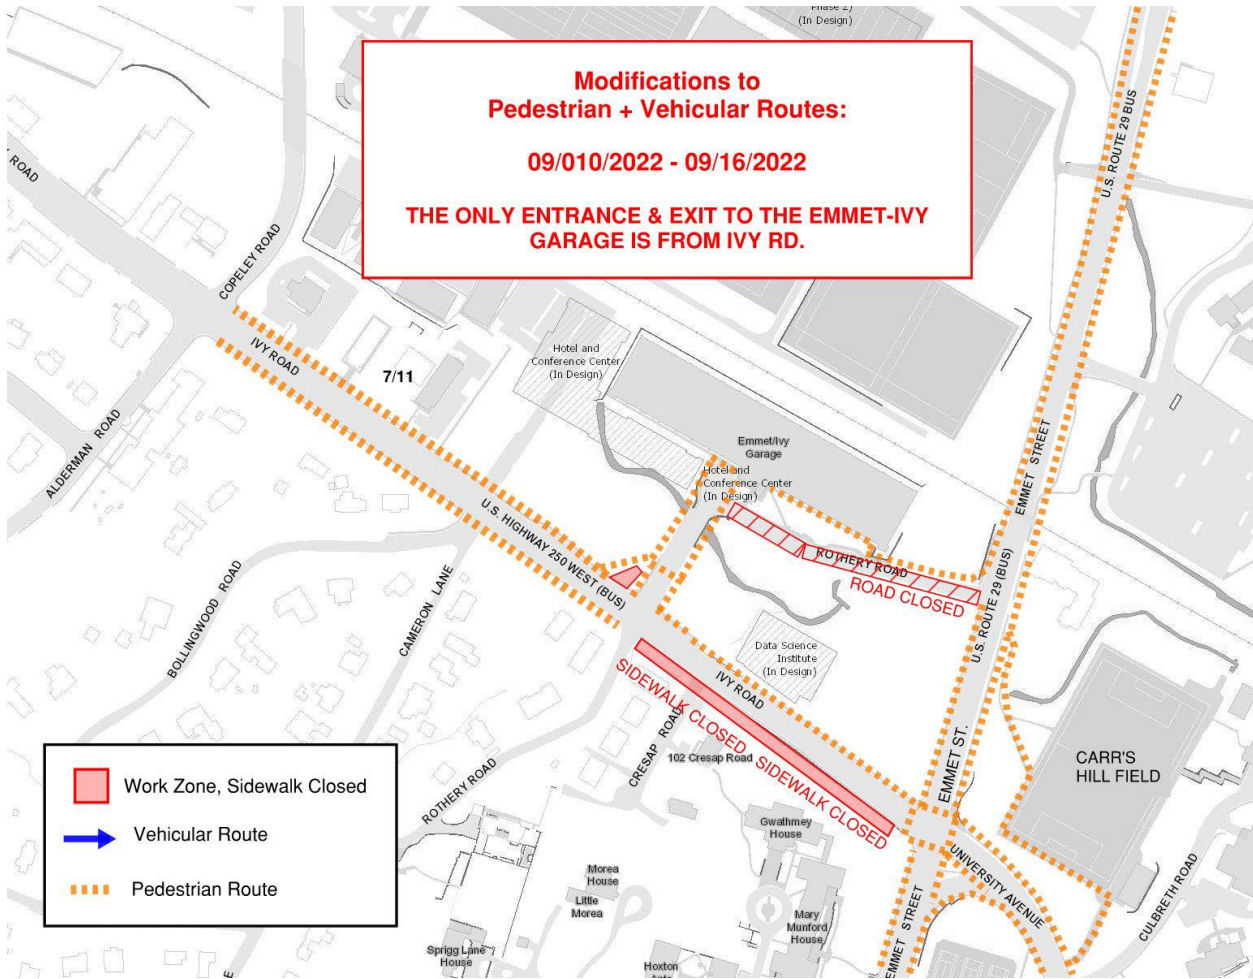 Phase 2)
(In Design)
Modifications to
Pedestrian + Vehicular Routes:
09/010/2022 - 09/16/2022
THE ONLY ENTRANCE & EXIT TO THE EMMET-IVY
GARAGE IS FROM IVY RD.
U.S. ROUTE 29 BUS
ROAD
COPELEY ROAD
IVY ROAD
7/11
Hotel and
Conference Center
(In Design)
ALDERMAN ROAD
Emmet/Ivy
Garage
Hotel and
Conference Center
(In Design)
EMMET STREET
U.S. HIGHWAY 250 WEST (BUS)
ROTHERY ROAD
ROAD CLOSED
U.S. ROUTE 29 (BUS)
BOLLINGWOOD ROAD
CAMERON LANE
Data Science
Institute
(In Design)
IVY ROAD
SIDEWALK CLOSED SIDEWALK CLOSED
CRESAP ROAD
102 Cresap Road
EMMET ST.
CARR'S
HILL FIELD
ROTHERY ROAD
Gwathmey
House
UNIVERSITY AVENUE
CULBRETH ROAD
Work Zone, Sidewalk Closed
Vehicular Route
Pedestrian Route
Morea
House
Little
Morea
Mary
Munford
House
EMMET STREET
Sprigg Lane
House
Hoxton